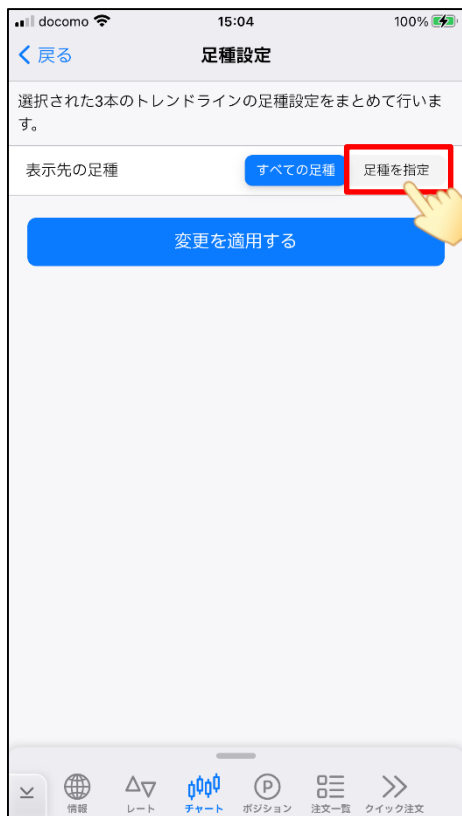 docomo 15:04 100%
戻る 足種設定
選択された3本のトレンドラインの足種設定をまとめて行いま
す。
表示先の足種 すべての足種 足種を指定
変更を適用する
P
情報 レート チャート ポジション 注文一覧 クイック注文